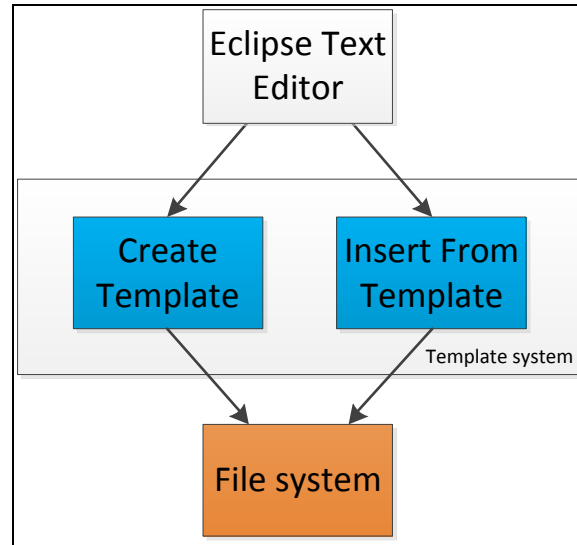 Eclipse Text
Editor
Create
Template
Insert From
Template
Template system
File system